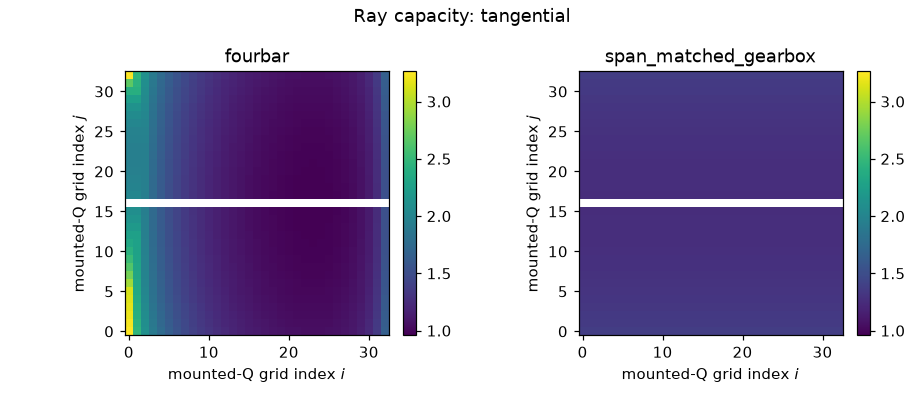 Ray capacity: tangential
fourbar
span_matched_gearbox
mounted-Q grid index j
30
25
20
15
10
5
0
0 10 20 30
mounted-Q grid index i
3.0
2.5
2.0
1.5
1.0
mounted-Q grid index j
30
25
20
15
10
5
0
0 10 20 30
mounted-Q grid index i
3.0
2.5
2.0
1.5
1.0